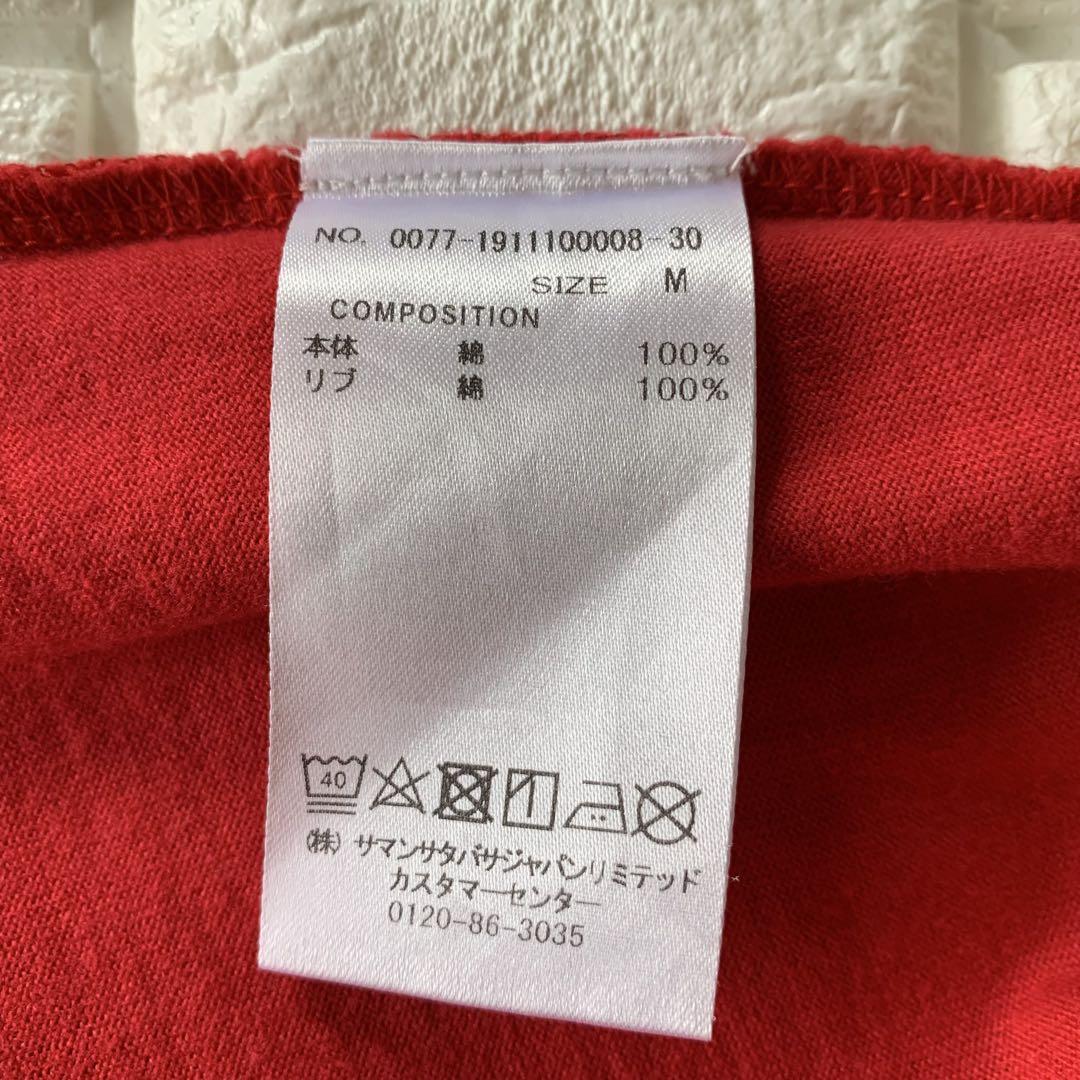 NO. 0077-1911100008-30
SIZE M
COMPOSITION
本体 綿 100%
リブ 綿 100%
40
(株) サマンサタバサジャパンリミテッド
カスタマーセンター
0120-86-3035